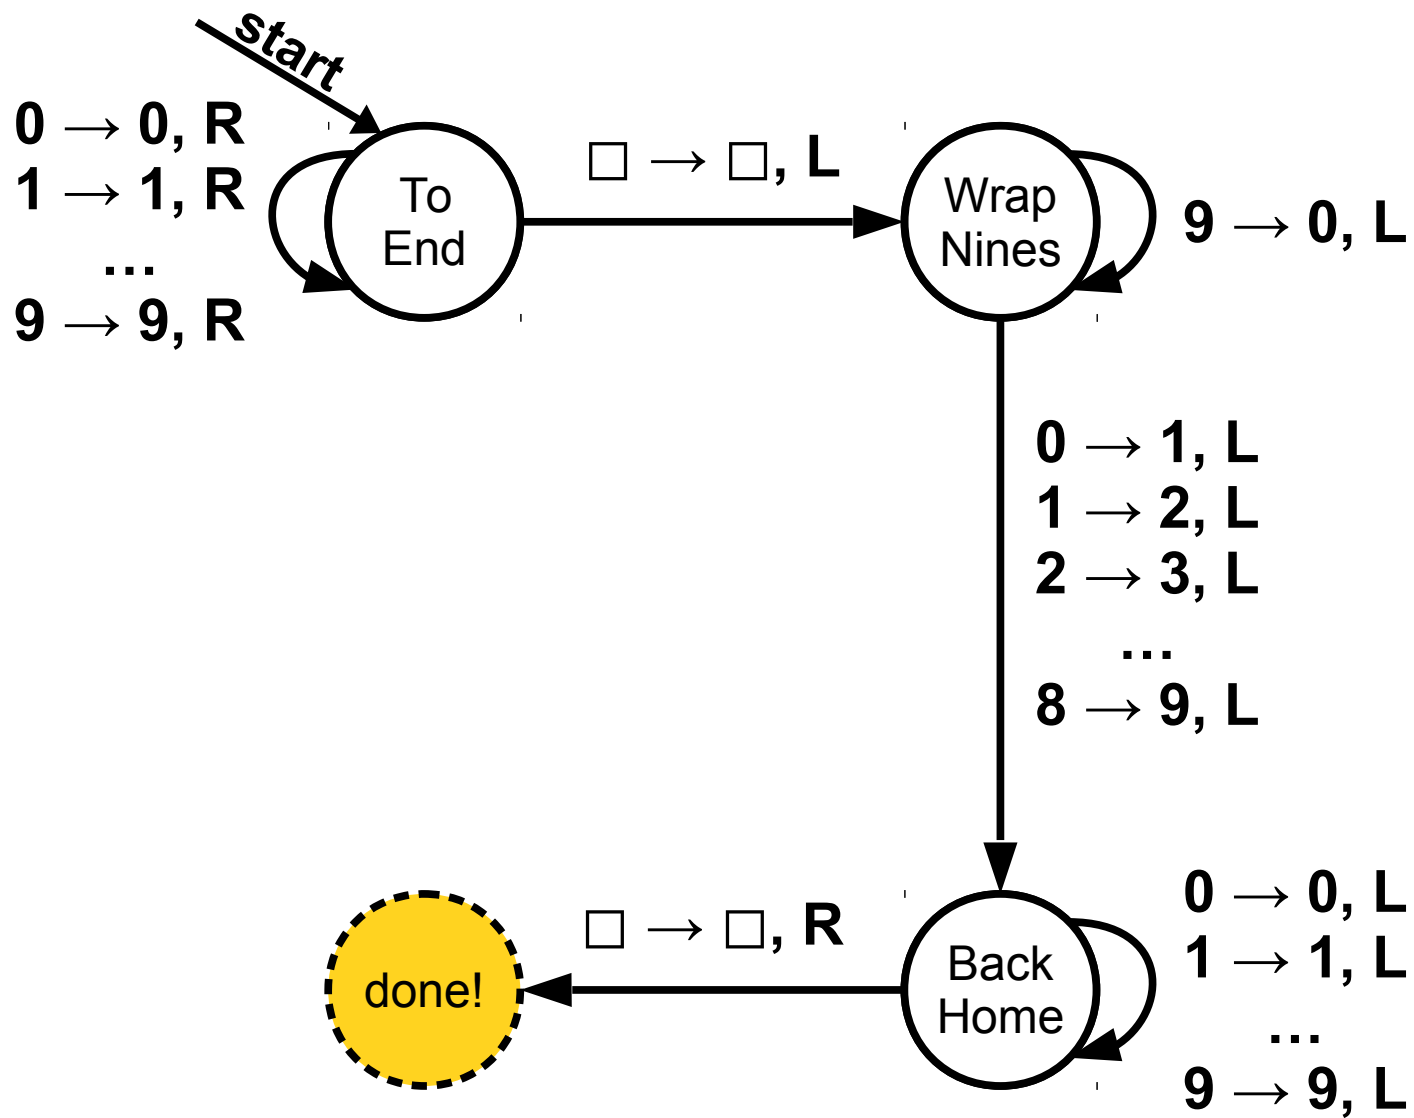 start
0 → 0, R
1 → 1, R
...
9 → 9, R
To
End
□ → □, L
Wrap
Nines
9 → 0, L
0 → 1, L
1 → 2, L
2 → 3, L
...
8 → 9, L
done!
□ → □, R
Back
Home
0 → 0, L
1 → 1, L
...
9 → 9, L